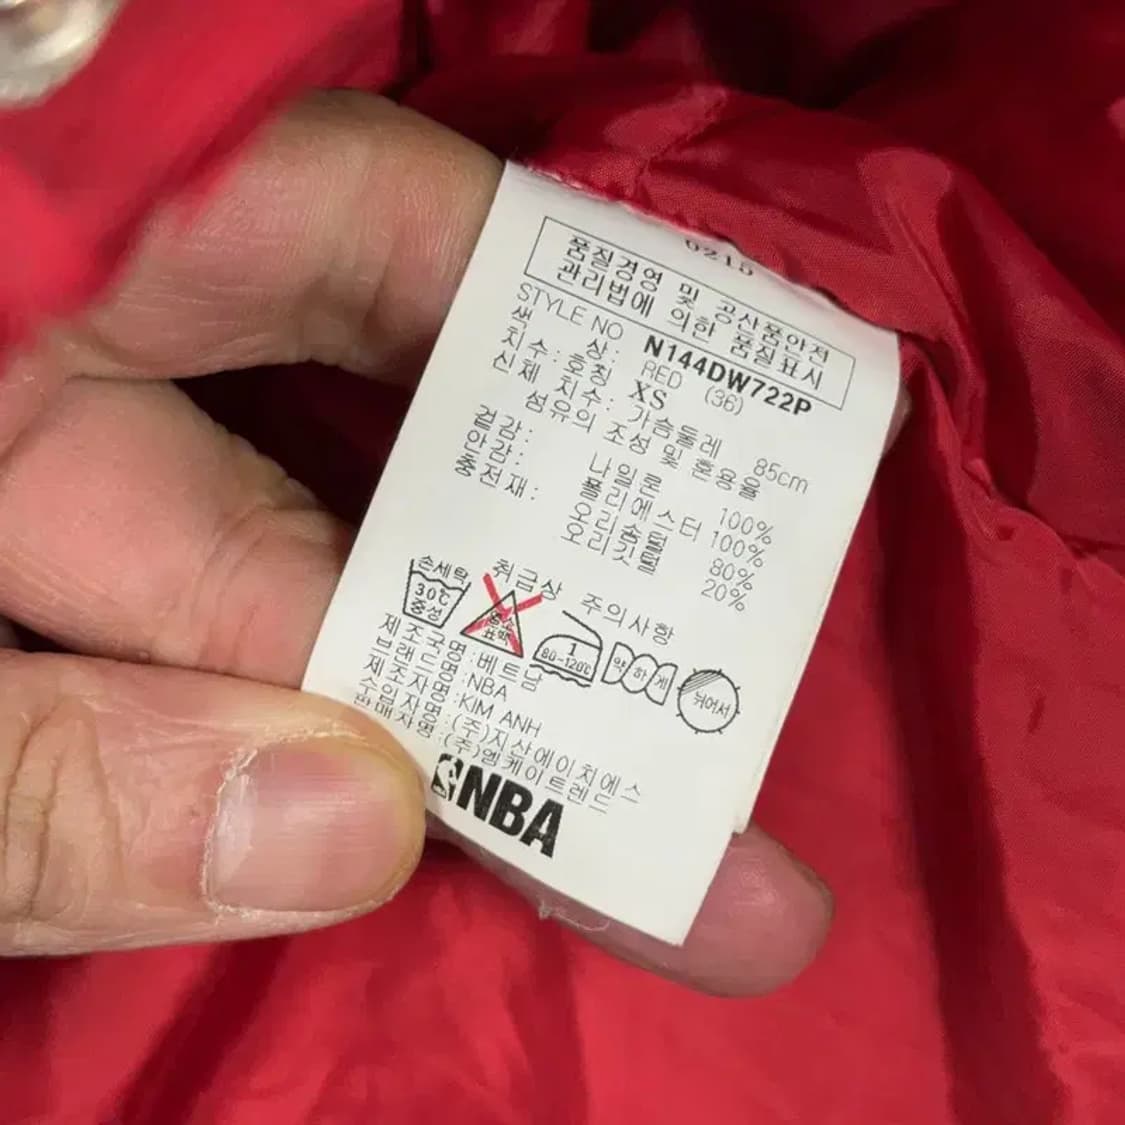 0215
품질경영 및 공산품안전
관리법에 의한 품질표시
STYLE NO N144DW722P
색 상: RED (36)
치수: 호칭 XS
신체 치수: 가슴둘레 85cm
섬유의 조성 및 혼용율
겉감: 나일론 100%
안감: 폴리에스터 100%
충전재: 오리솜털 80%
오리깃털 20%
취급상 주의사항
손세탁
30℃
중성
염소
표백
1
80-120℃
약하게
뉘어서
제조국명:베트남
브랜드명:NBA
제조자명:KIM ANH
수입자명:(주)지산에이치에스
판매자명:(주)엠케이트렌드
NBA